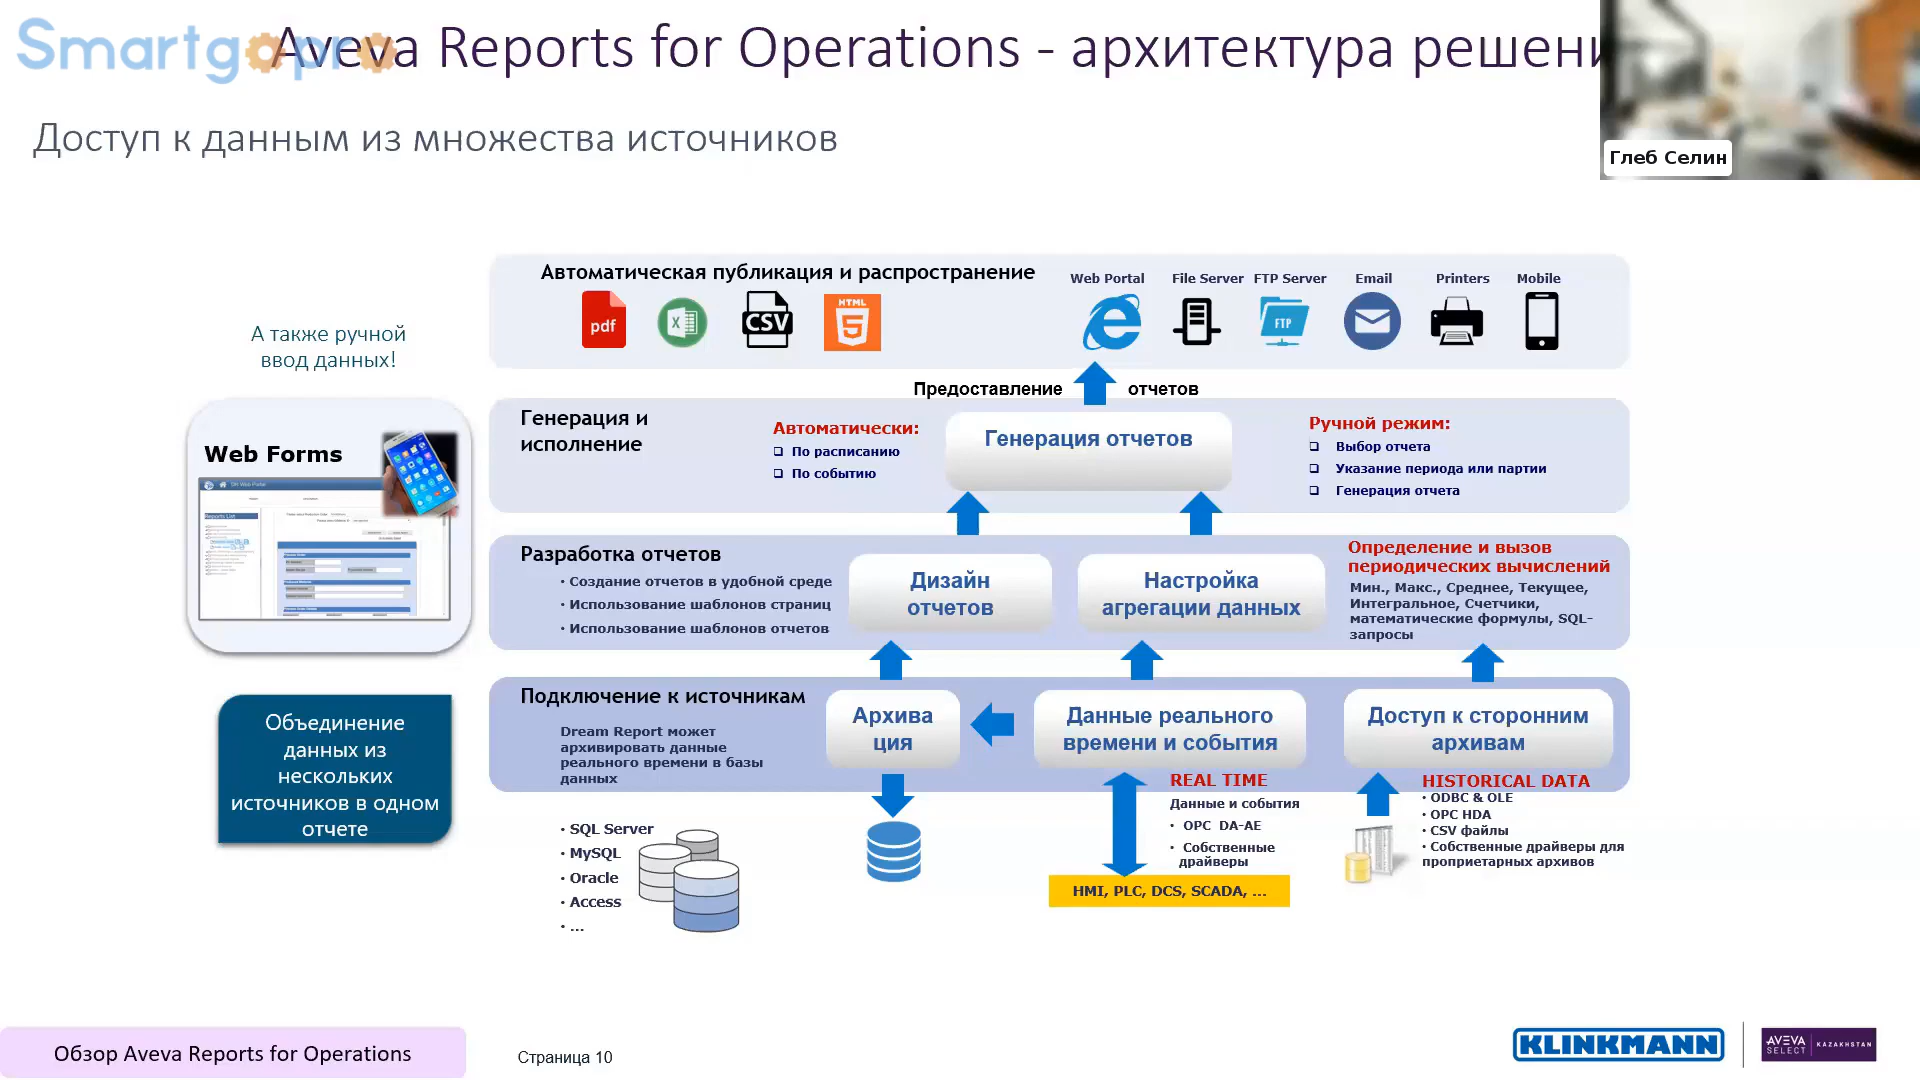 Smartgopro
Aveva Reports for Operations - архитектура решени
Глеб Селин
Доступ к данным из множества источников
Автоматическая публикация и распространение
Web Portal
File Server
FTP Server
Email
Printers
Mobile
pdf
X
CSV
HTML
5
FTP
А также ручной
ввод данных!
Предоставление отчетов
Генерация и
исполнение
Автоматически:
❑ По расписанию
❑ По событию
Генерация отчетов
Ручной режим:
❑ Выбор отчета
❑ Указание периода или партии
❑ Генерация отчета
Web Forms
Reports List
Разработка отчетов
• Создание отчетов в удобной среде
• Использование шаблонов страниц
• Использование шаблонов отчетов
Дизайн
отчетов
Настройка
агрегации данных
Определение и вызов
периодических вычислений
Мин., Макс., Среднее, Текущее,
Интегральное, Счетчики,
математические формулы, SQL-
запросы
Объединение
данных из
нескольких
источников в одном
отчете
Подключение к источникам
Dream Report может
архивировать данные
реального времени в базы
данных
Архива
ция
Данные реального
времени и события
Доступ к сторонним
архивам
• SQL Server
• MySQL
• Oracle
• Access
• ...
REAL TIME
Данные и события
• OPC DA-AE
• Собственные
драйверы
HMI, PLC, DCS, SCADA, ...
HISTORICAL DATA
• ODBC & OLE
• OPC HDA
• CSV файлы
• Собственные драйверы для
проприетарных архивов
Обзор Aveva Reports for Operations
Страница 10
KLINKMANN
AVEVA
SELECT
KAZAKHSTAN